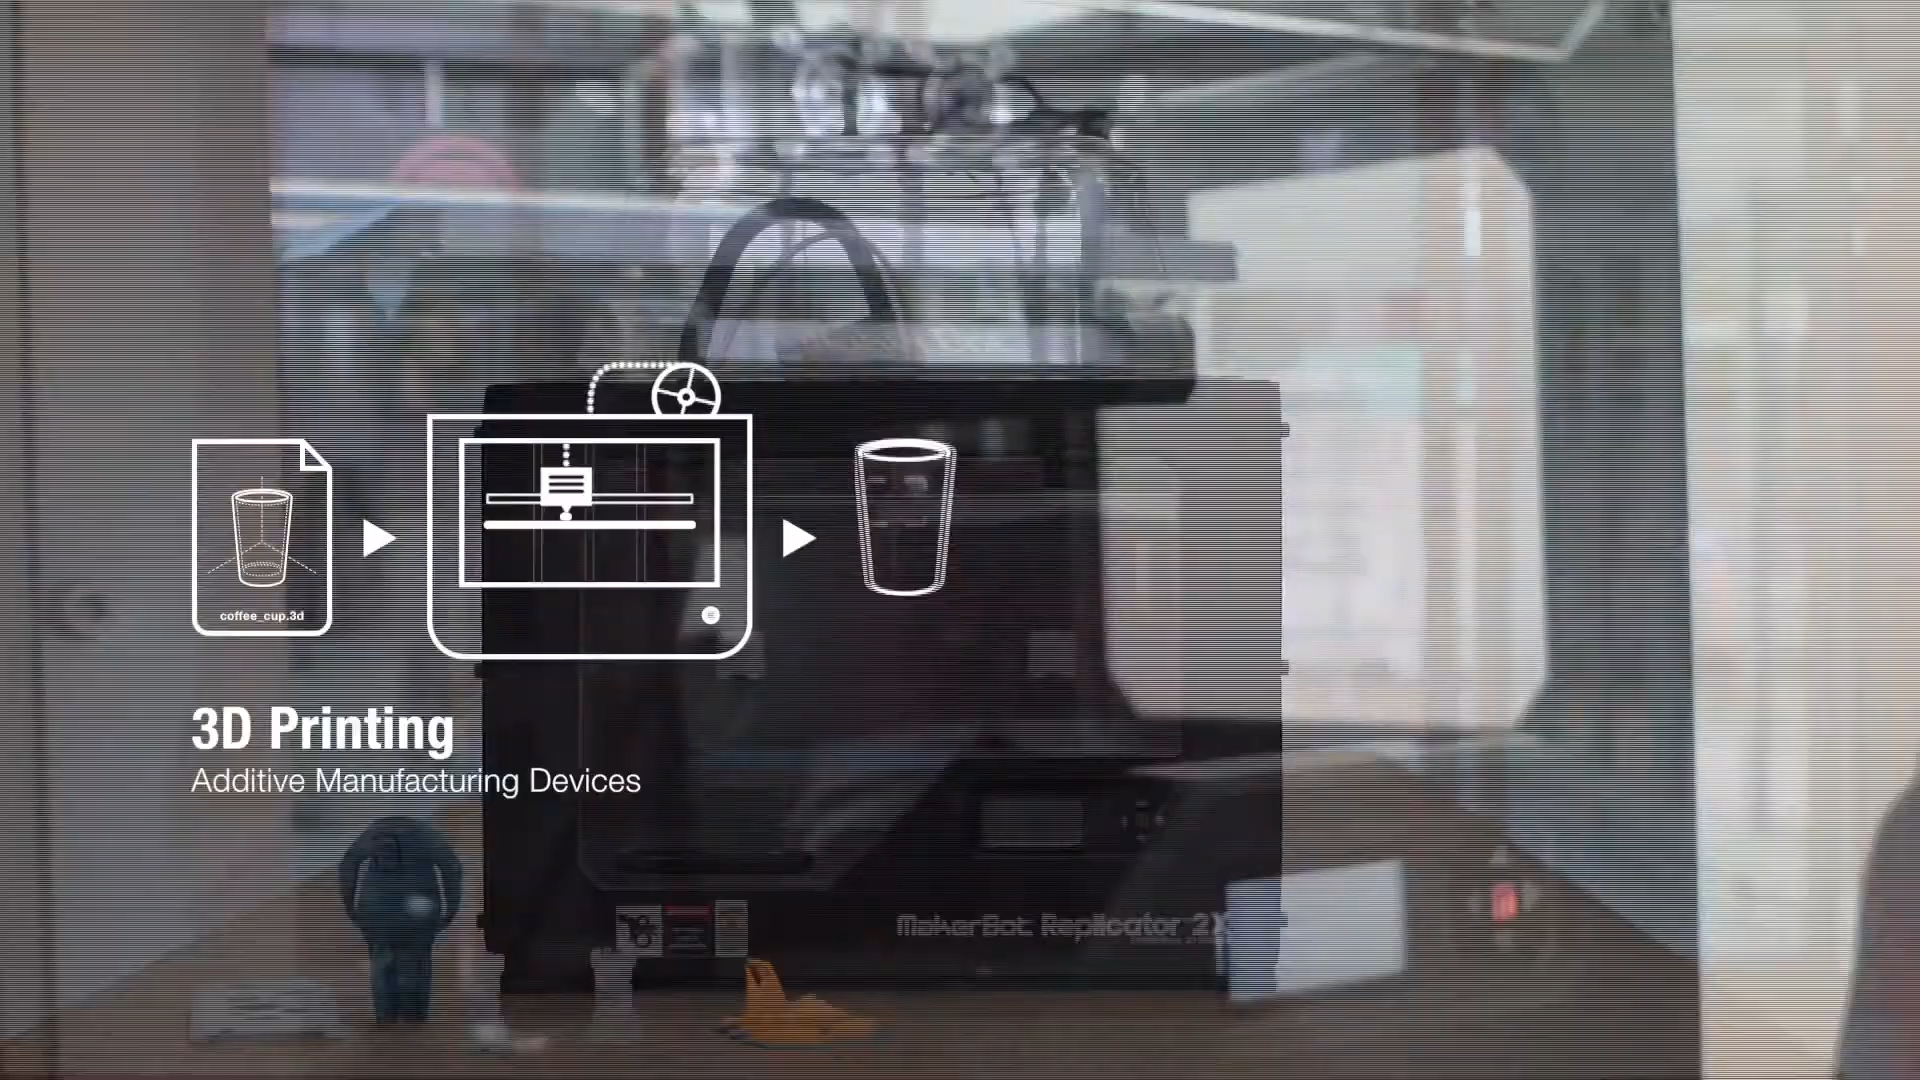 coffee_cup.3d
3D Printing
Additive Manufacturing Devices
MakerBot Replicator 2X